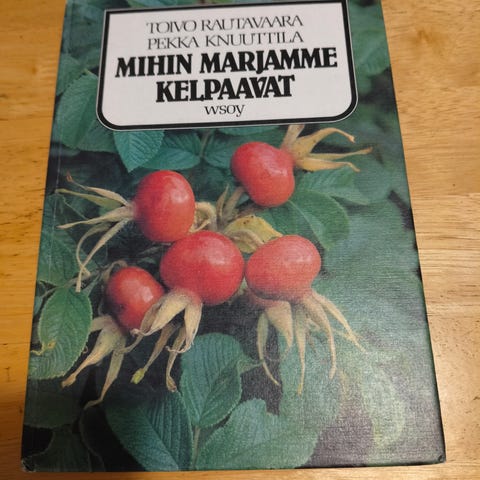 TOIVO RAUTAVAARA
PEKKA KNUUTTILA
MIHIN MARJAMME
KELPAAVAT
wsoy